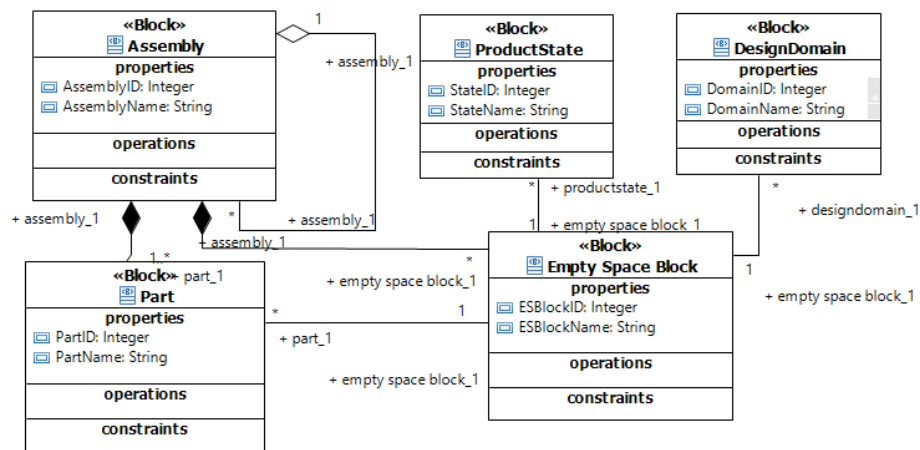 «Block»
Assembly
properties
AssemblyID: Integer
AssemblyName: String
operations
constraints
1
+ assembly_1
«Block»
ProductState
properties
StateID: Integer
StateName: String
operations
constraints
«Block»
DesignDomain
properties
DomainID: Integer
DomainName: String
operations
constraints
+ assembly_1
*
+ assembly_1
+ assembly_1
* + productstate_1
1 + empty space block_1
*
+ designdomain_1
1
+ empty space block_1
1..*
+ part_1
*
+ empty space block_1
«Block»
Part
properties
PartID: Integer
PartName: String
operations
constraints
*
+ part_1
1
+ empty space block_1
«Block»
Empty Space Block
properties
ESBlockID: Integer
ESBlockName: String
operations
constraints